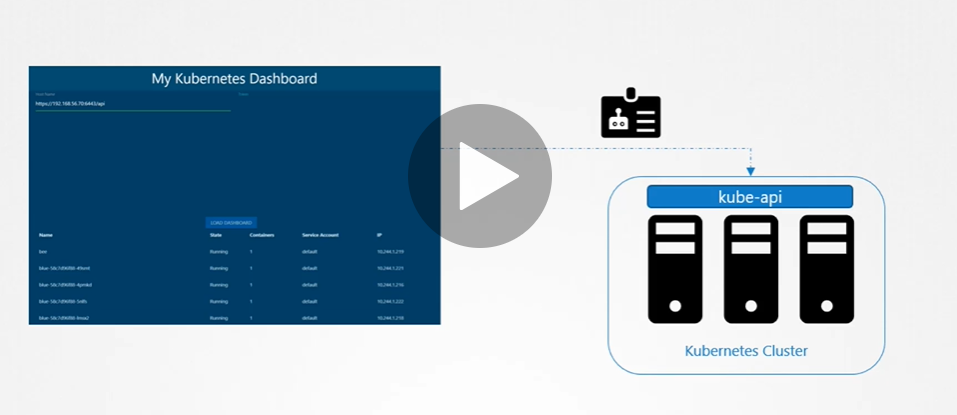 My Kubernetes Dashboard
https://192.168.56.70:6443/api
LOAD DASHBOARD
Name State Containers Service Account IP
Running 1 default 10.244.1.219
Running 1 default 10.244.1.221
Running 1 default 10.244.1.216
Running 1 default 10.244.1.222
Running 1 default 10.244.1.218
kube-api
Kubernetes Cluster